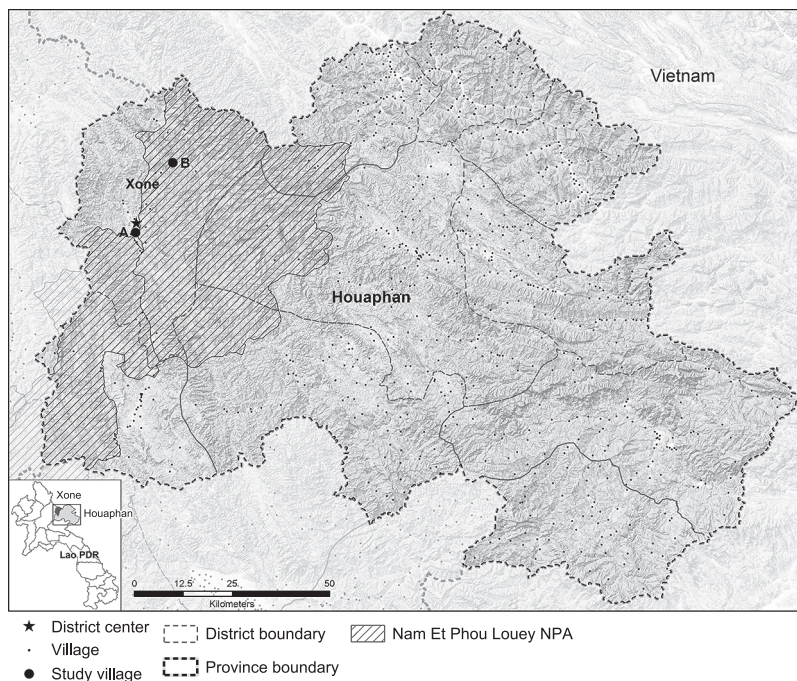 Vietnam
B
Xone
A
Houaphan
Xone
Houaphan
Lao PDR
0 12.5 25 50
Kilometers
District center
Village
Study village
District boundary
Province boundary
Nam Et Phou Louey NPA